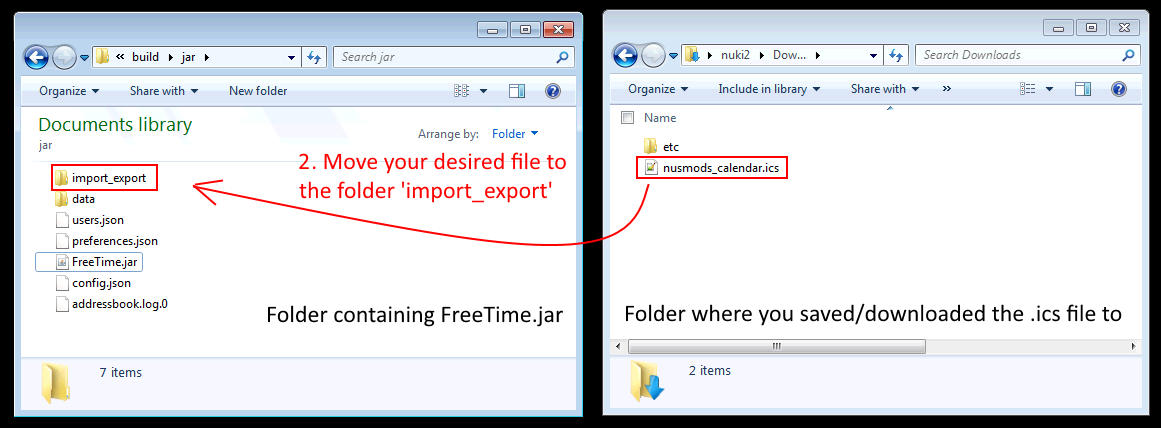 « build ▸ jar ▸
Search jar
Organize
Share with
New folder
Documents library
jar
Arrange by: Folder
import_export
data
users.json
preferences.json
FreeTime.jar
config.json
addressbook.log.0
2. Move your desired file to
the folder 'import_export'
Folder containing FreeTime.jar
7 items
nuki2 ▸ Dow... ▸
Search Downloads
Organize
Include in library
Share with
»
Name
etc
nusmods_calendar.ics
Folder where you saved/downloaded the .ics file to
2 items